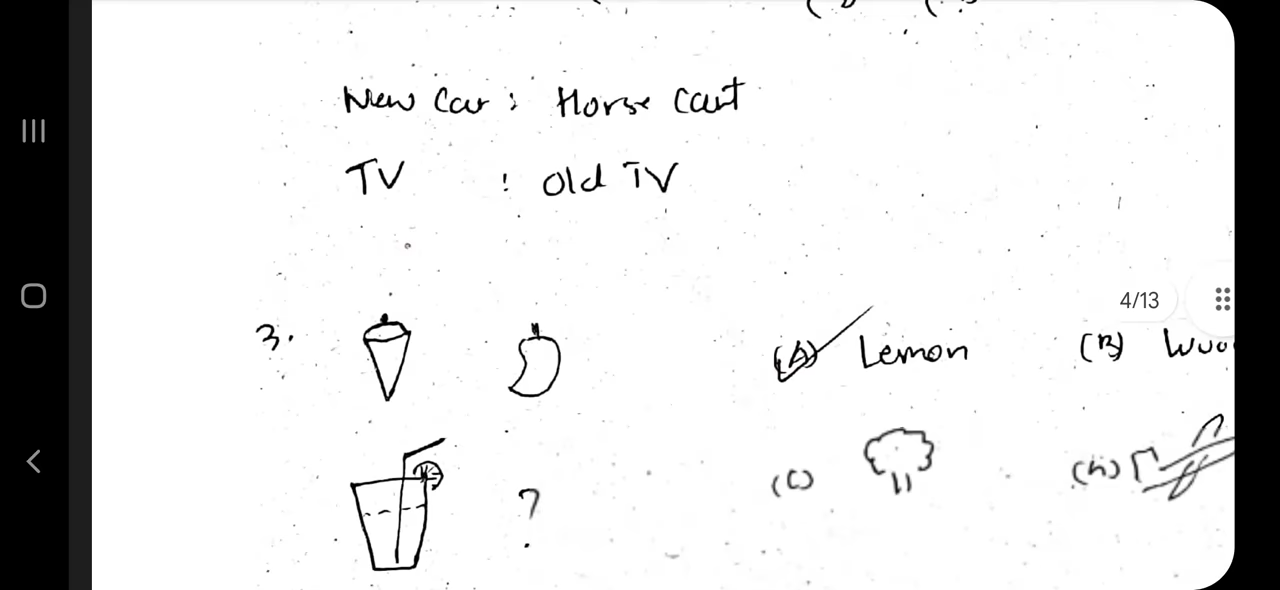 New Car : Horse Cart
TV : Old TV
4/13
3. (A) Lemon (B)
? (C)